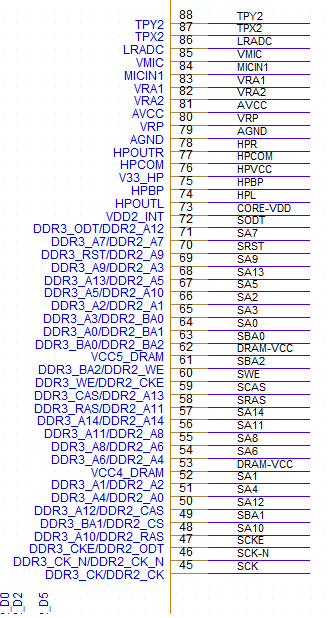 TPY2 88 TPY2
TPX2 87 TPX2
LRADC 86 LRADC
VMIC 85 VMIC
MICIN1 84 MICIN1
VRA1 83 VRA1
VRA2 82 VRA2
AVCC 81 AVCC
VRP 80 VRP
AGND 79 AGND
HPOUTR 78 HPR
HPCOM 77 HPCOM
V33_HP 76 HPVCC
HPBP 75 HPBP
HPOUTL 74 HPL
VDD2_INT 73 CORE-VDD
DDR3_ODT/DDR2_A12 72 SODT
DDR3_A7/DDR2_A7 71 SA7
DDR3_RST/DDR2_A9 70 SRST
DDR3_A9/DDR2_A3 69 SA9
DDR3_A13/DDR2_A5 68 SA13
DDR3_A5/DDR2_A10 67 SA5
DDR3_A2/DDR2_A1 66 SA2
DDR3_A3/DDR2_BA0 65 SA3
DDR3_A0/DDR2_BA1 64 SA0
DDR3_BA0/DDR2_BA2 63 SBA0
VCC5_DRAM 62 DRAM-VCC
DDR3_BA2/DDR2_WE 61 SBA2
DDR3_WE/DDR2_CKE 60 SWE
DDR3_CAS/DDR2_A13 59 SCAS
DDR3_RAS/DDR2_A11 58 SRAS
DDR3_A14/DDR2_A14 57 SA14
DDR3_A11/DDR2_A8 56 SA11
DDR3_A8/DDR2_A6 55 SA8
DDR3_A6/DDR2_A4 54 SA6
VCC4_DRAM 53 DRAM-VCC
DDR3_A1/DDR2_A2 52 SA1
DDR3_A4/DDR2_A0 51 SA4
DDR3_A12/DDR2_CAS 50 SA12
DDR3_BA1/DDR2_CS 49 SBA1
DDR3_A10/DDR2_RAS 48 SA10
DDR3_CKE/DDR2_ODT 47 SCKE
DDR3_CK_N/DDR2_CK_N 46 SCK-N
DDR3_CK/DDR2_CK 45 SCK